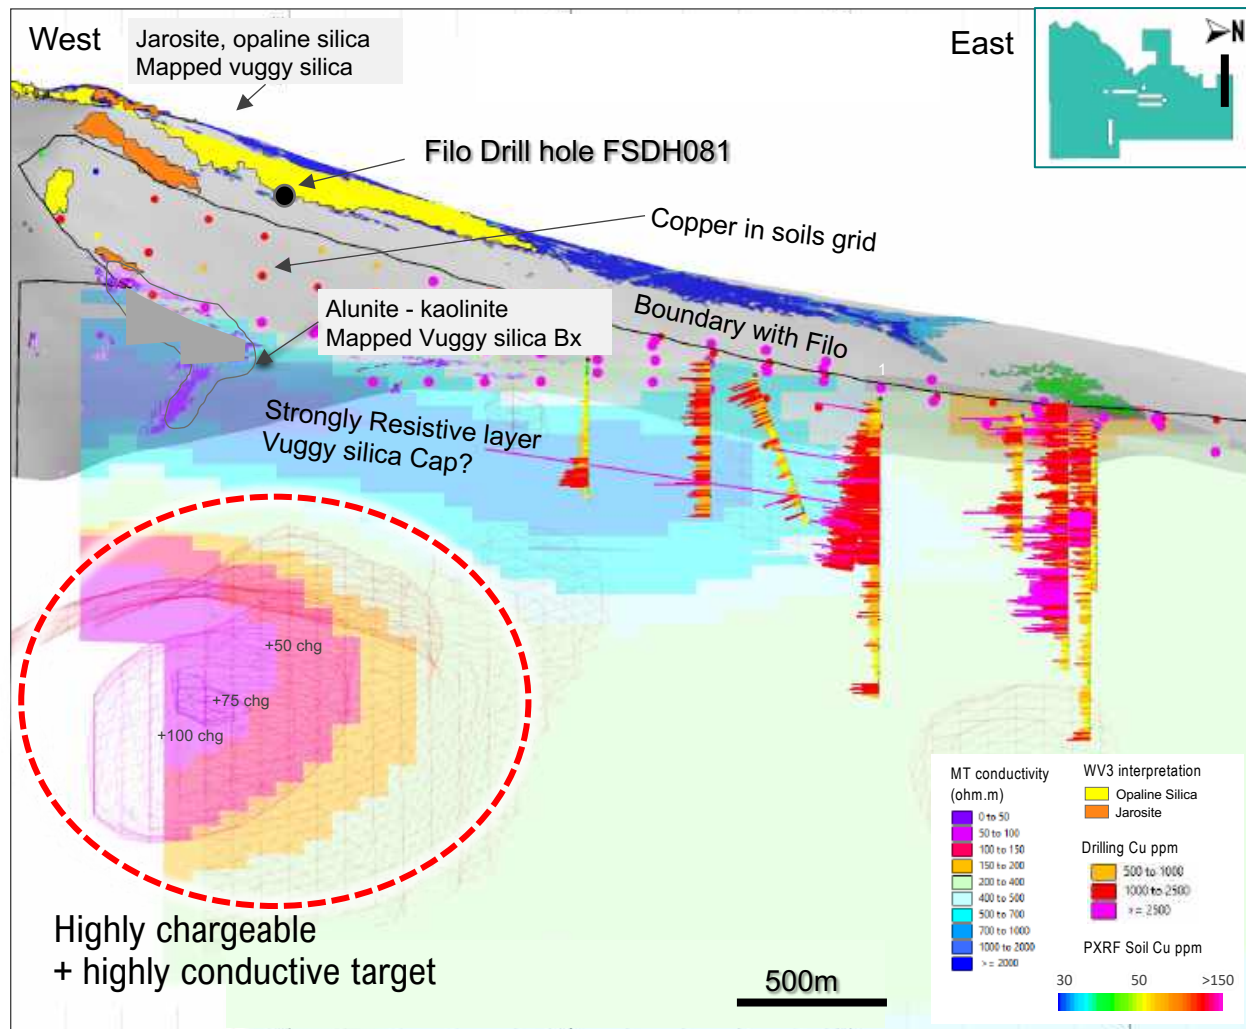 West
Jarosite, opaline silica
Mapped vuggy silica
East
N
Filo Drill hole FSDH081
Copper in soils grid
Alunite - kaolinite
Mapped Vuggy silica Bx
Boundary with Filo
1
Strongly Resistive layer
Vuggy silica Cap?
+50 chg
+75 chg
+100 chg
Highly chargeable
+ highly conductive target
500m
MT conductivity
(ohm.m)
0 to 50
50 to 100
100 to 150
150 to 200
200 to 400
400 to 500
500 to 700
700 to 1000
1000 to 2000
>= 2000
WV3 interpretation
Opaline Silica
Jarosite
Drilling Cu ppm
500 to 1000
1000 to 2500
>= 2500
PXRF Soil Cu ppm
30 50 >150